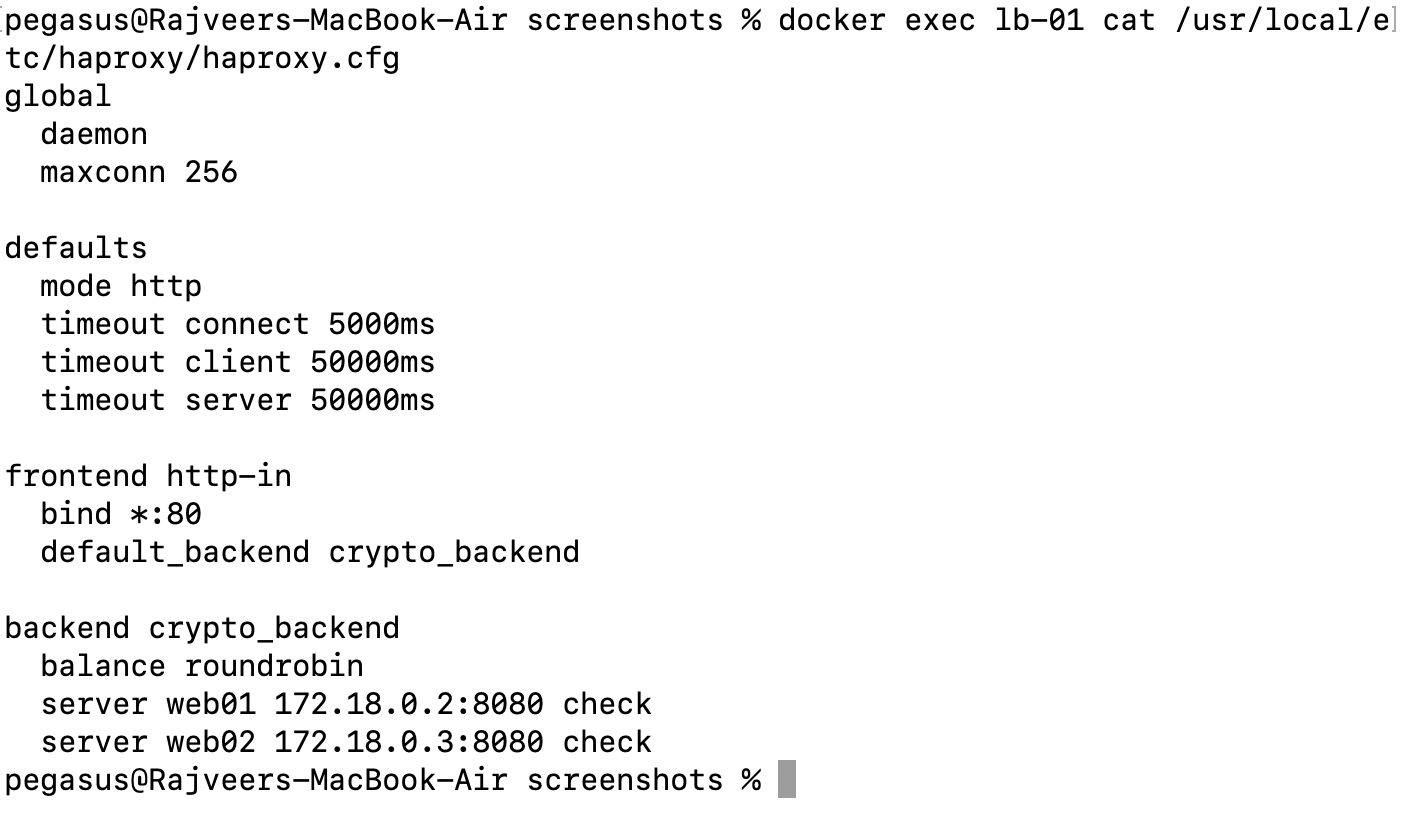 [pegasus@Rajveers-MacBook-Air screenshots % docker exec lb-01 cat /usr/local/e]
tc/haproxy/haproxy.cfg
global
  daemon
  maxconn 256

defaults
  mode http
  timeout connect 5000ms
  timeout client 50000ms
  timeout server 50000ms

frontend http-in
  bind *:80
  default_backend crypto_backend

backend crypto_backend
  balance roundrobin
  server web01 172.18.0.2:8080 check
  server web02 172.18.0.3:8080 check
pegasus@Rajveers-MacBook-Air screenshots %